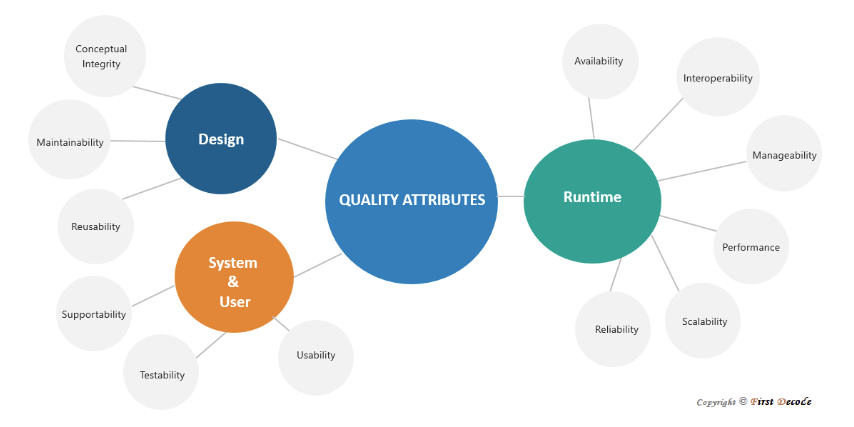 Conceptual
Integrity
Maintainability
Reusability
Design
System
&
User
Supportability
Testability
Usability
QUALITY ATTRIBUTES
Runtime
Availability
Interoperability
Manageability
Performance
Scalability
Reliability
Copyright © First Decode